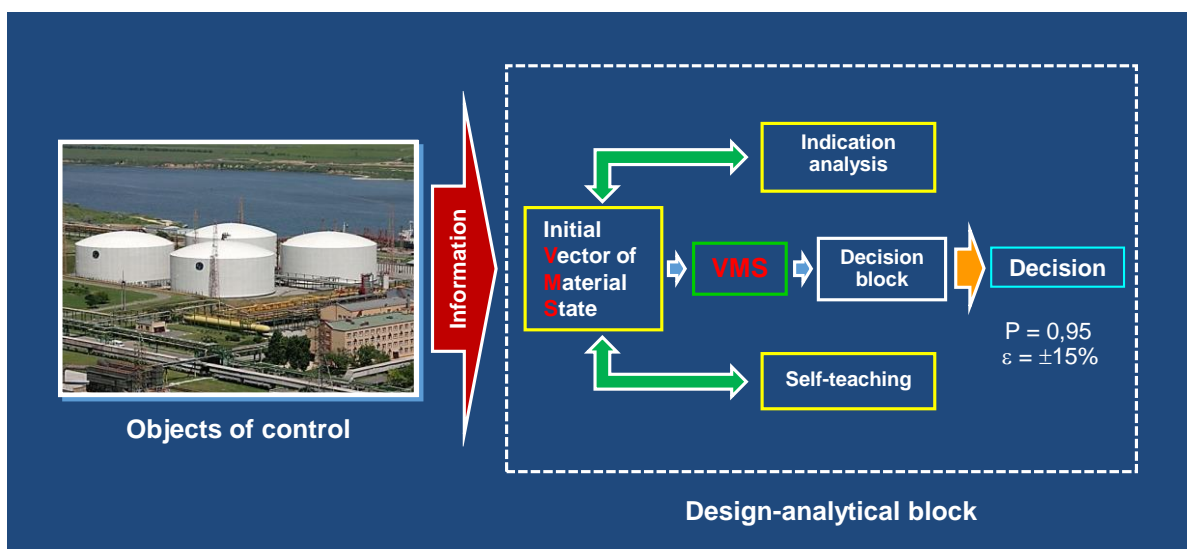 Objects of control
Information
Indication
analysis
Initial
Vector of
Material
State
VMS
Decision
block
Decision
P = 0,95
ε = ±15%
Self-teaching
Design-analytical block